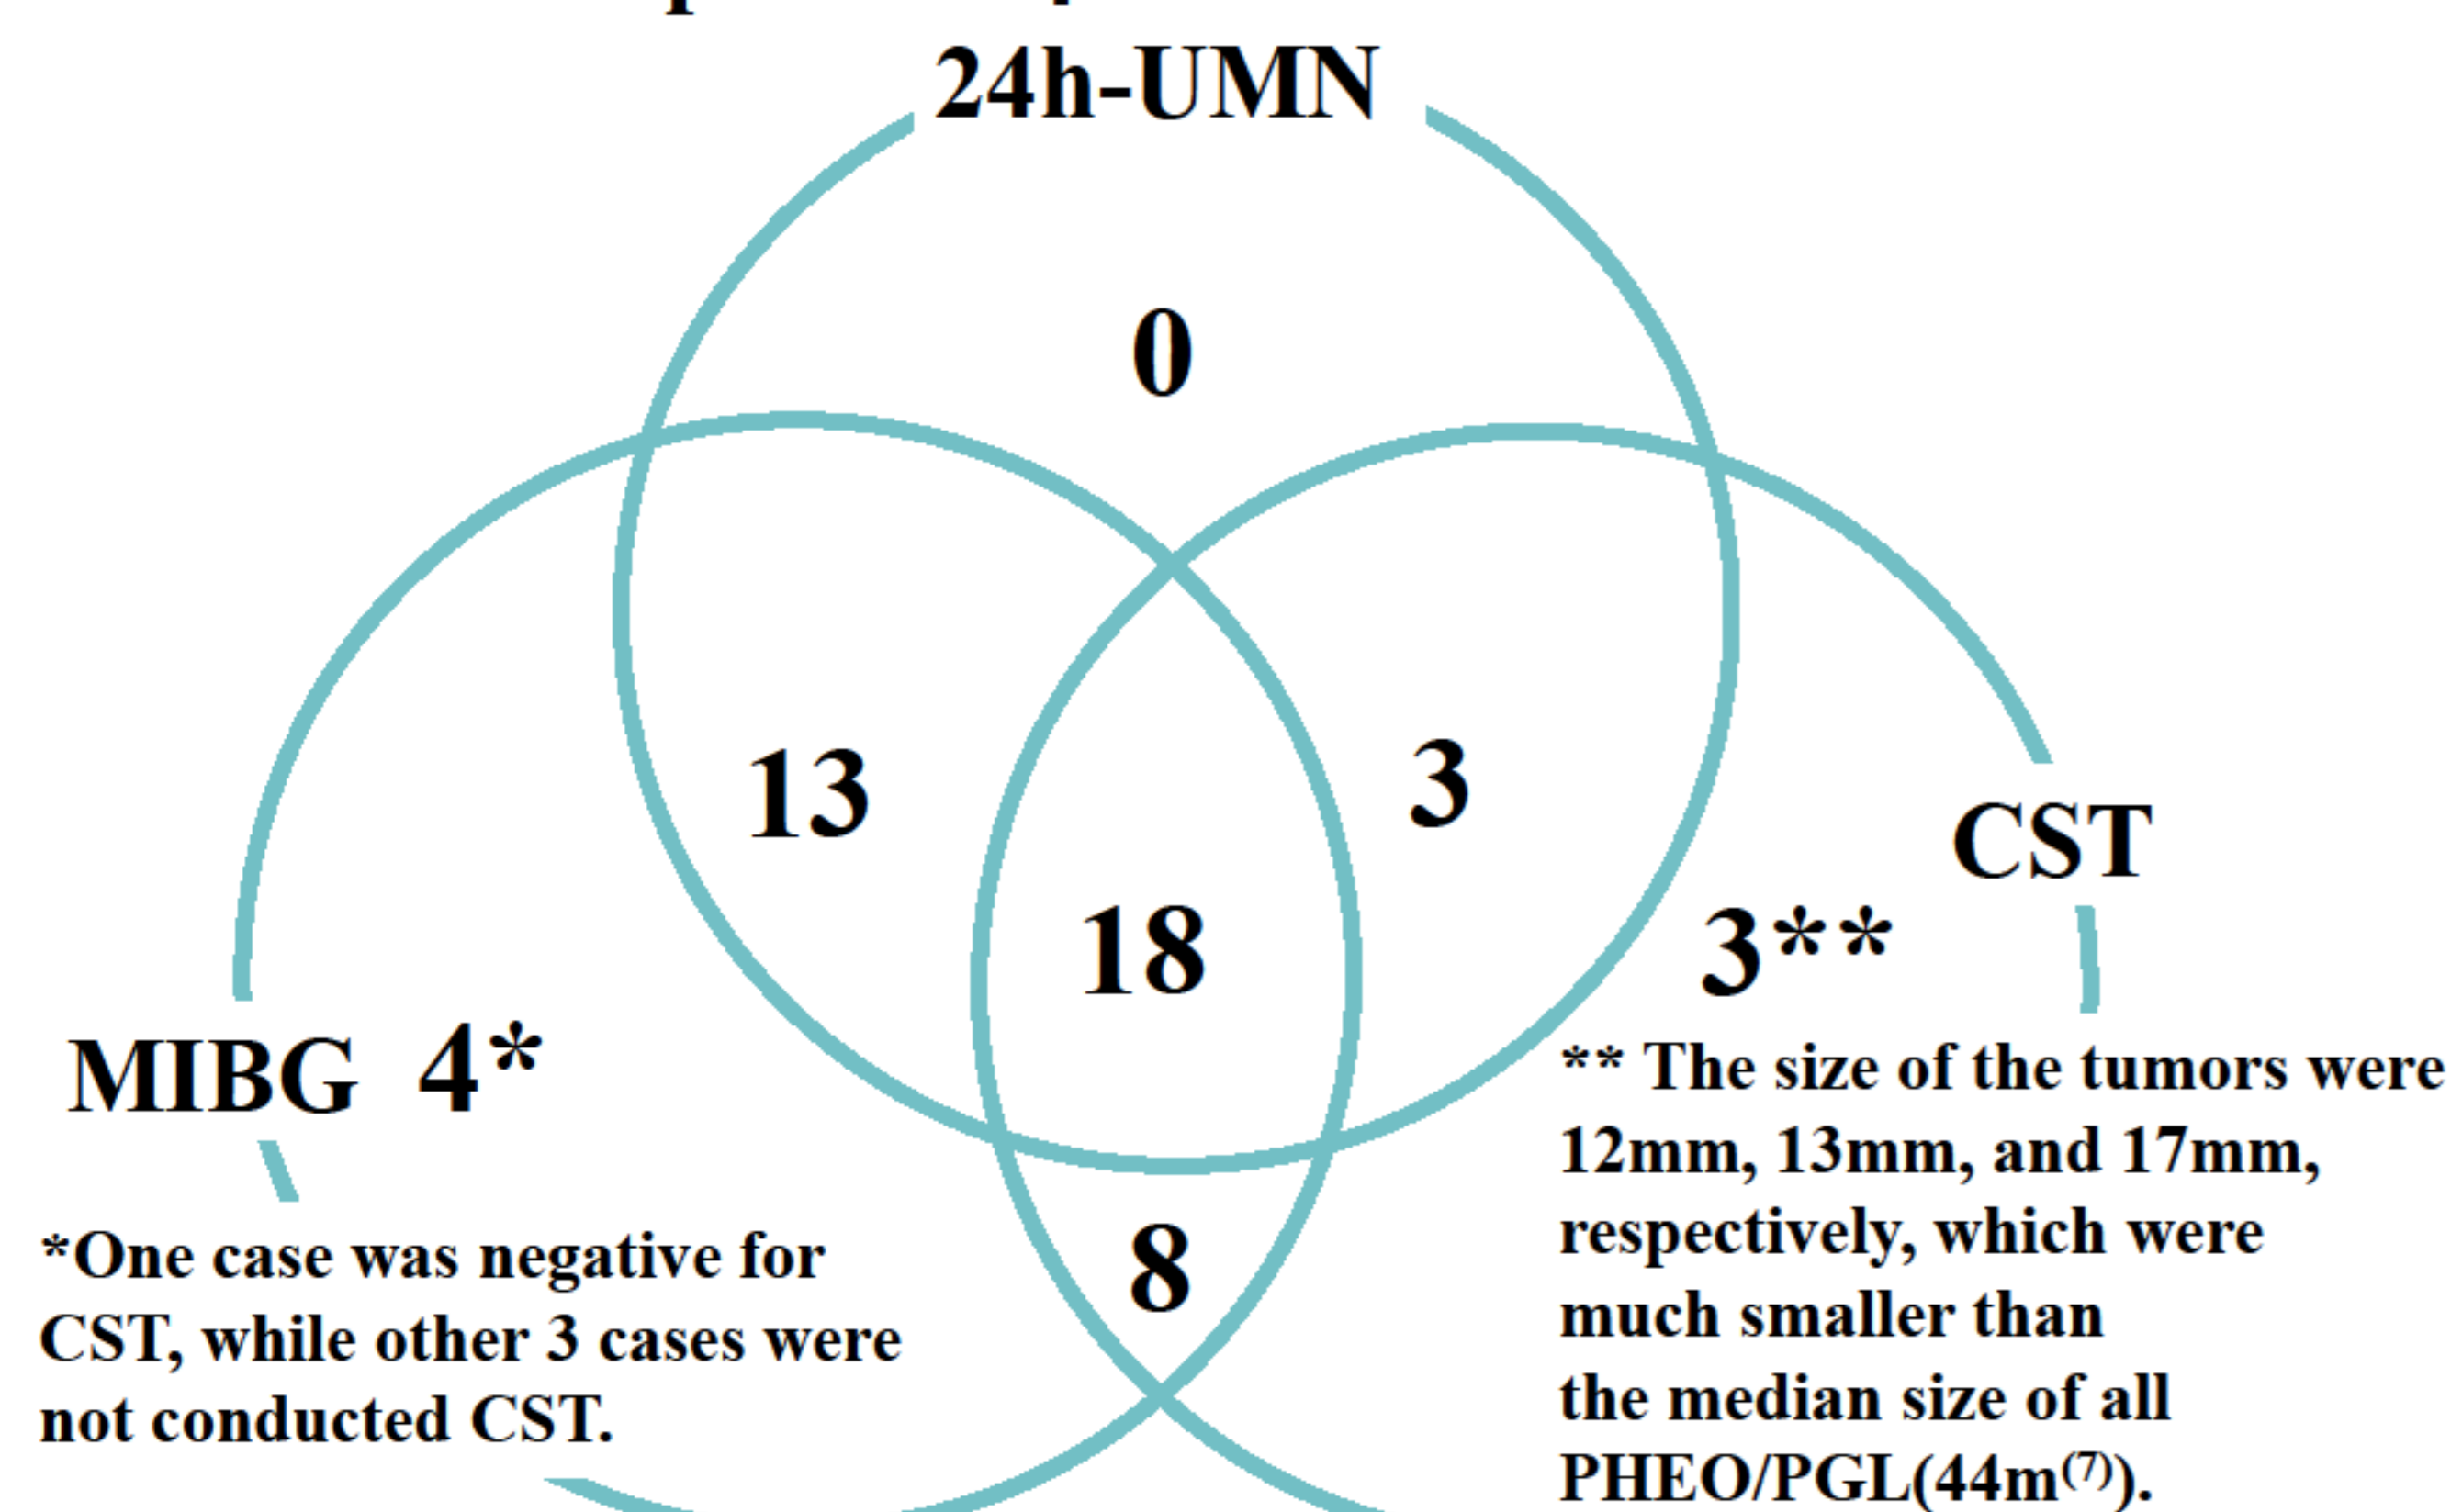 24h-UMN
0
13
3
18
CST
3**
MIBG 4*
8
*One case was negative for
CST, while other 3 cases were
not conducted CST.
** The size of the tumors were
12mm, 13mm, and 17mm,
respectively, which were
much smaller than
the median size of all
PHEO/PGL(44m(7)).